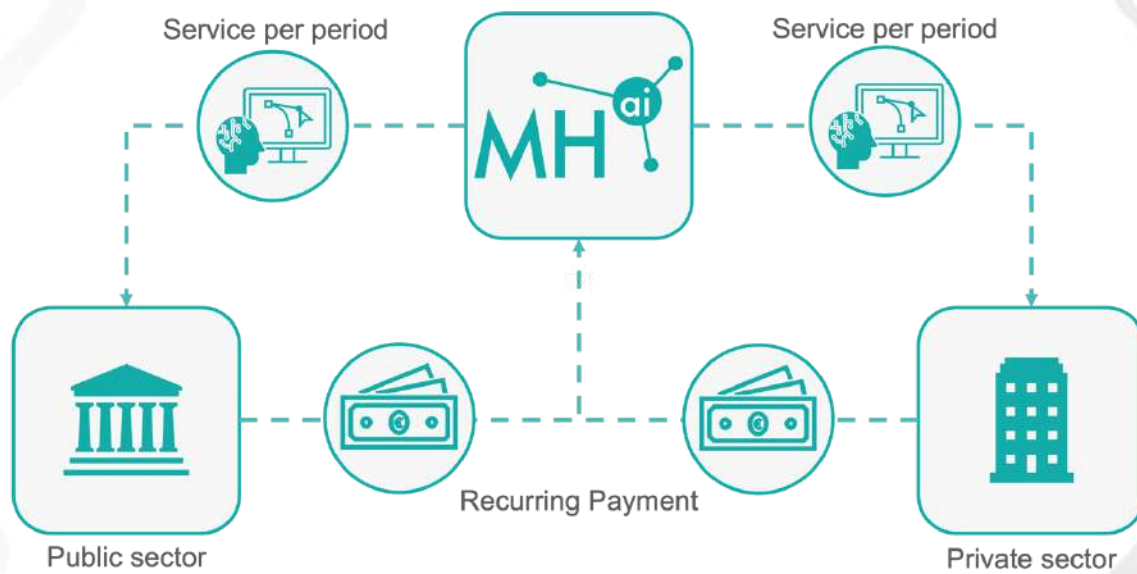 Service per period
Service per period
MH
ai
€
€
Recurring Payment
Public sector
Private sector